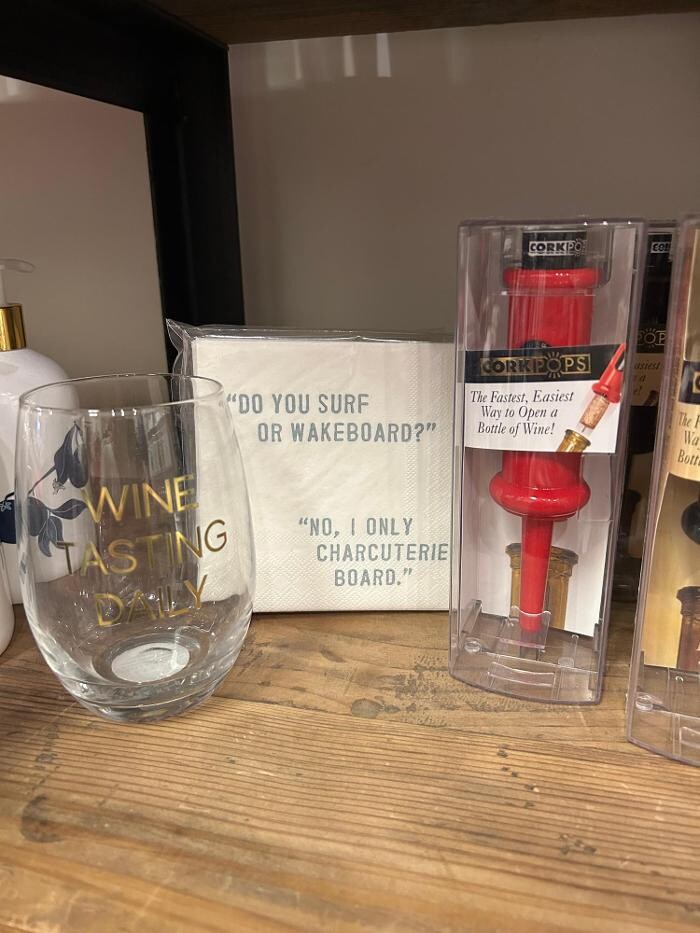 WINE
TASTING
DAILY
“DO YOU SURF
OR WAKEBOARD?”
“NO, I ONLY
CHARCUTERIE
BOARD.”
CORKPO
CORKPOPS
The Fastest, Easiest
Way to Open a
Bottle of Wine!